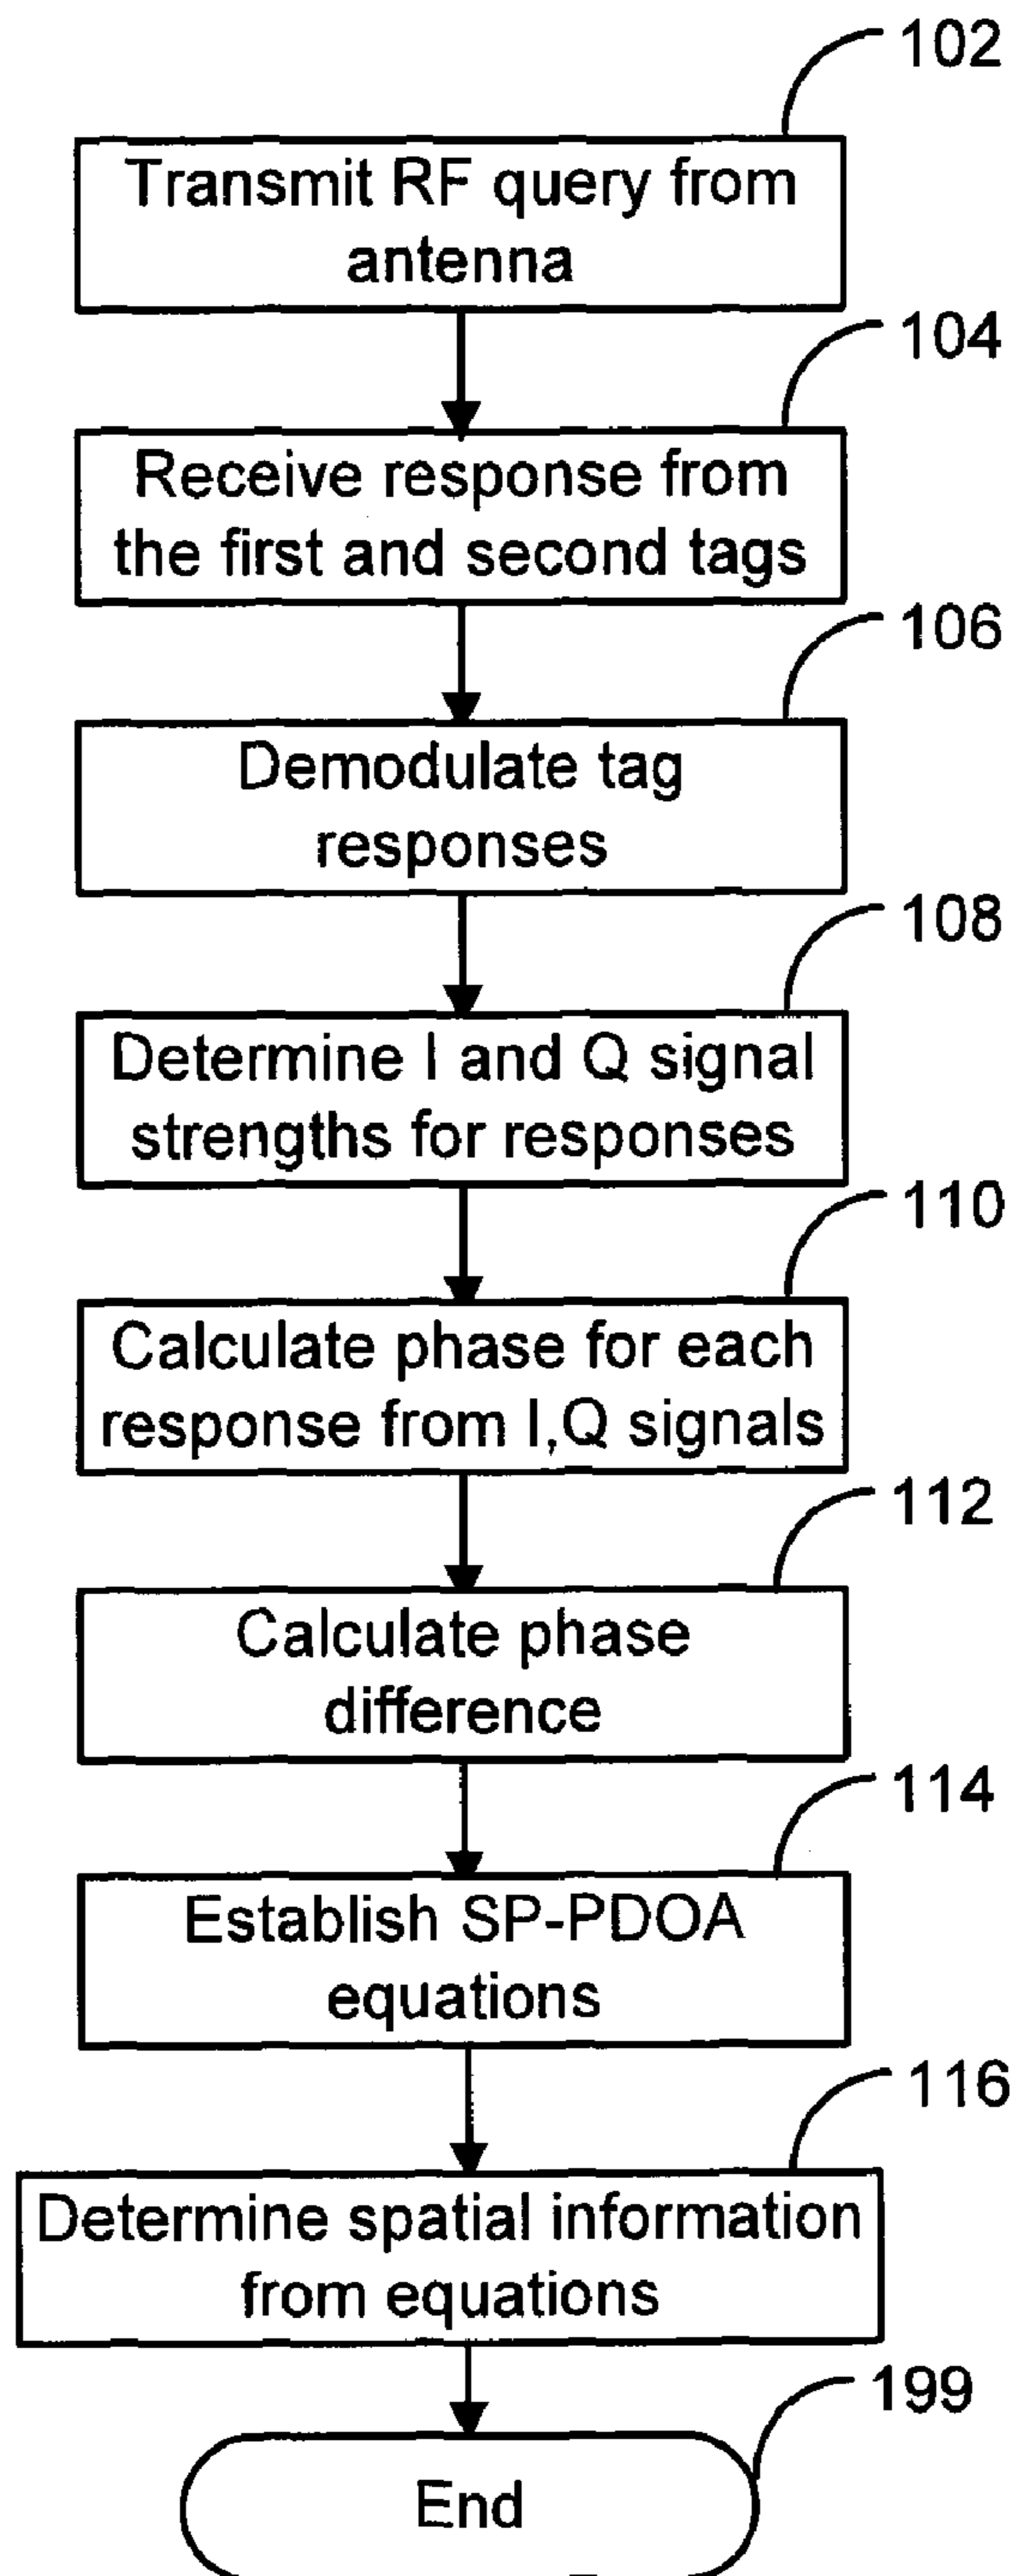 102
Transmit RF query from
antenna
104
Receive response from
the first and second tags
106
Demodulate tag
responses
108
Determine I and Q signal
strengths for responses
110
Calculate phase for each
response from I,Q signals
112
Calculate phase
difference
114
Establish SP-PDOA
equations
116
Determine spatial information
from equations
199
End